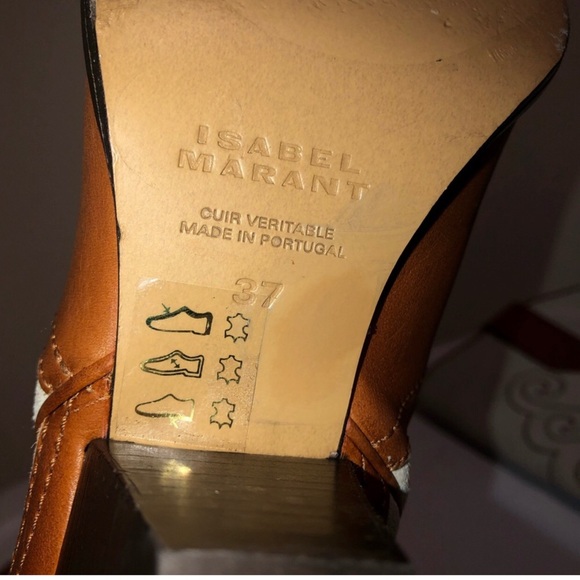 ISABEL
MARANT
CUIR VERITABLE
MADE IN PORTUGAL
37